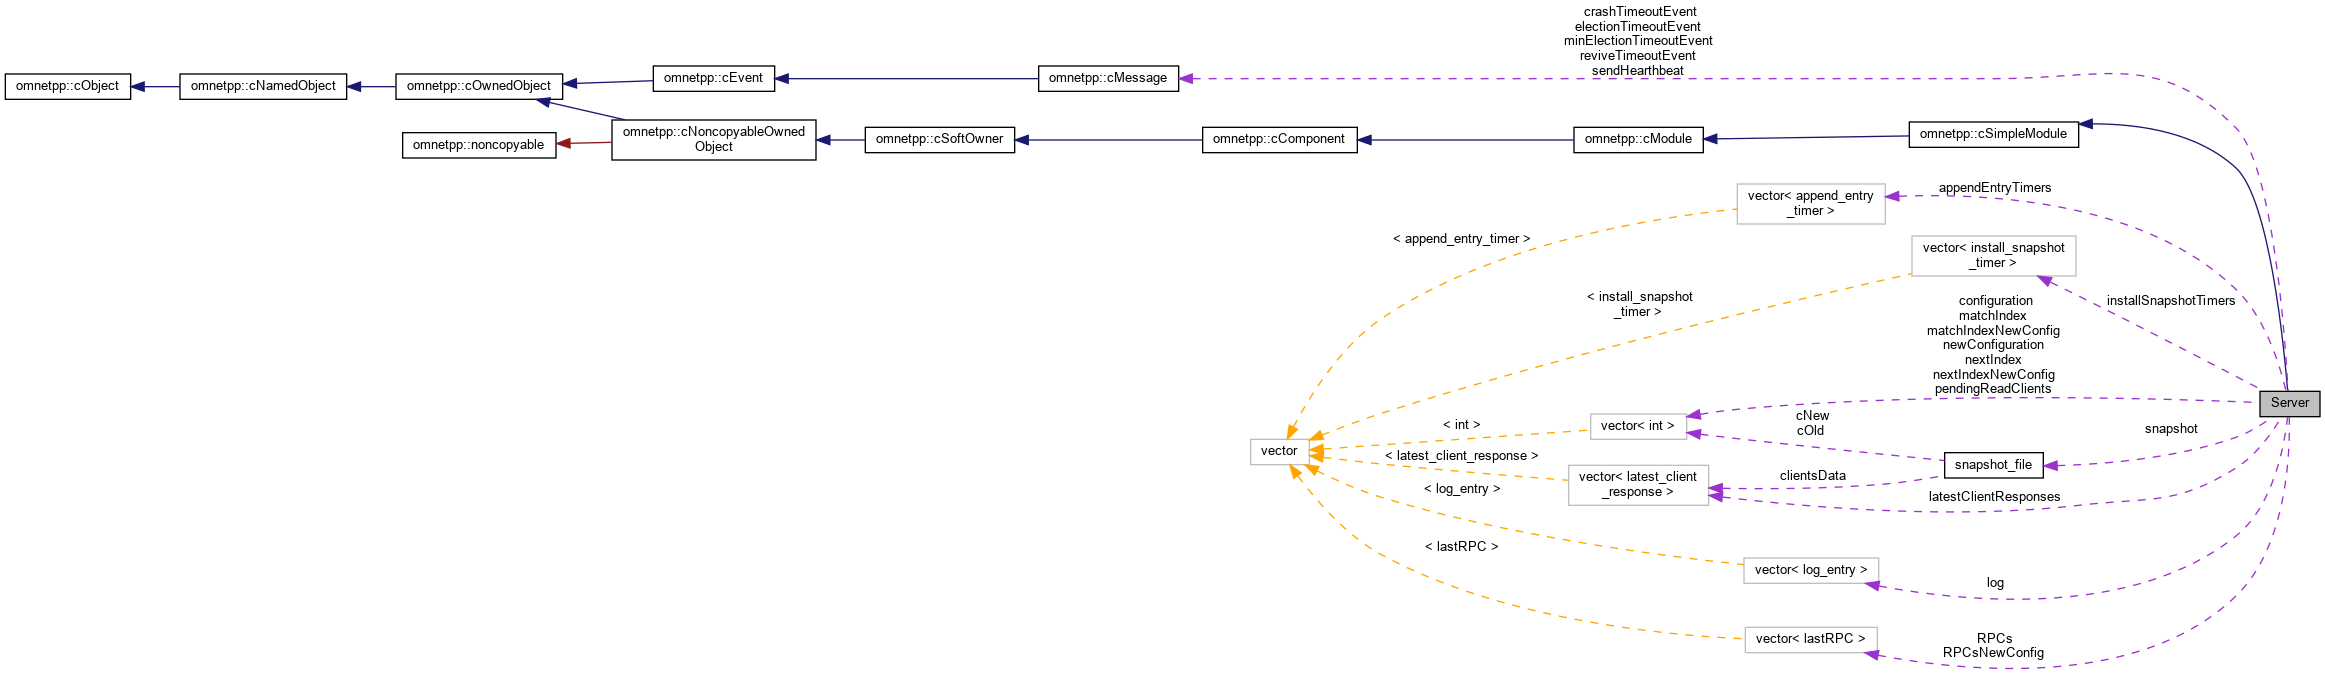 crashTimeoutEvent
electionTimeoutEvent
minElectionTimeoutEvent
reviveTimeoutEvent
sendHearthbeat
omnetpp::cObject
omnetpp::cNamedObject
omnetpp::cOwnedObject
omnetpp::cEvent
omnetpp::cMessage
omnetpp::noncopyable
omnetpp::cNoncopyableOwned
Object
omnetpp::cSoftOwner
omnetpp::cComponent
omnetpp::cModule
omnetpp::cSimpleModule
vector< append_entry
_timer >
appendEntryTimers
< append_entry_timer >
vector< install_snapshot
_timer >
< install_snapshot
_timer >
installSnapshotTimers
configuration
matchIndex
matchIndexNewConfig
newConfiguration
nextIndex
nextIndexNewConfig
pendingReadClients
Server
cNew
cOld
vector< int >
< int >
snapshot
vector
< latest_client_response >
snapshot_file
vector< latest_client
_response >
clientsData
< log_entry >
latestClientResponses
< lastRPC >
vector< log_entry >
log
vector< lastRPC >
RPCs
RPCsNewConfig